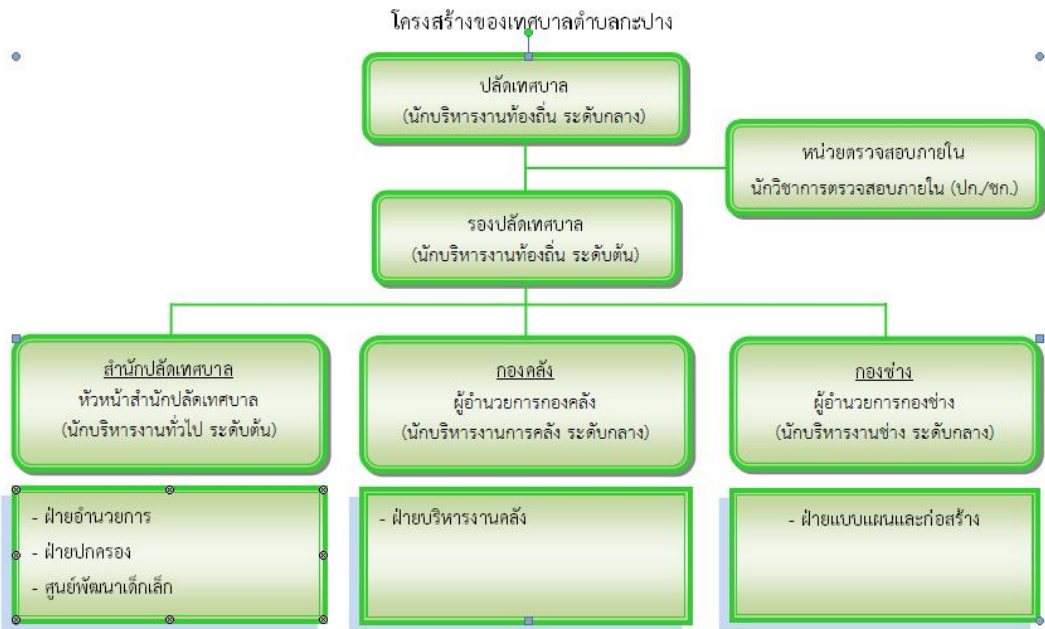 โครงสร้างของเทศบาลตำบลกะปาง
ปลัดเทศบาล
(นักบริหารงานท้องถิ่น ระดับกลาง)
หน่วยตรวจสอบภายใน
นักวิชาการตรวจสอบภายใน (ปก./ชก.)
รองปลัดเทศบาล
(นักบริหารงานท้องถิ่น ระดับต้น)
สำนักปลัดเทศบาล
หัวหน้าสำนักปลัดเทศบาล
(นักบริหารงานทั่วไป ระดับต้น)
กองคลัง
ผู้อำนวยการกองคลัง
(นักบริหารงานการคลัง ระดับกลาง)
กองช่าง
ผู้อำนวยการกองช่าง
(นักบริหารงานช่าง ระดับกลาง)
- ฝ่ายอำนวยการ
- ฝ่ายปกครอง
- ศูนย์พัฒนาเด็กเล็ก
- ฝ่ายบริหารงานคลัง
- ฝ่ายแบบแผนและก่อสร้าง